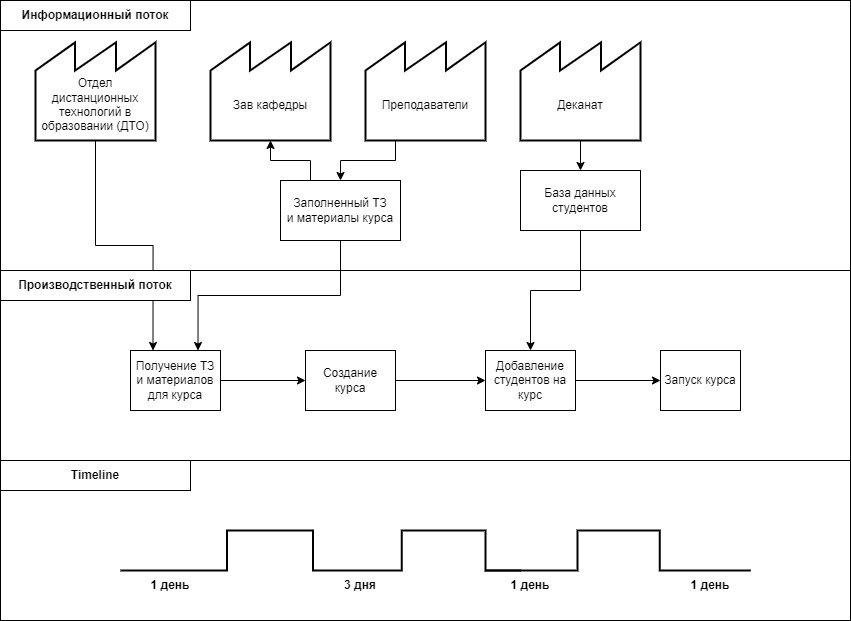 Информационный поток
Отдел
дистанционных
технологий в
образовании (ДТО)
Зав кафедры
Преподаватели
Деканат
Заполненный ТЗ
и материалы курса
База данных
студентов
Производственный поток
Получение ТЗ
и материалов
для курса
Создание
курса
Добавление
студентов на
курс
Запуск курса
Timeline
1 день
3 дня
1 день
1 день